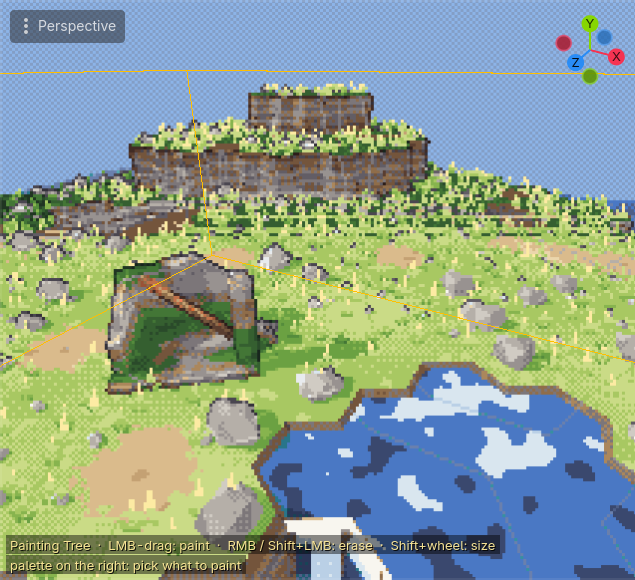 Perspective
Y
X
Z
Painting Tree · LMB-drag: paint · RMB / Shift+LMB: erase · Shift+wheel: size
palette on the right: pick what to paint